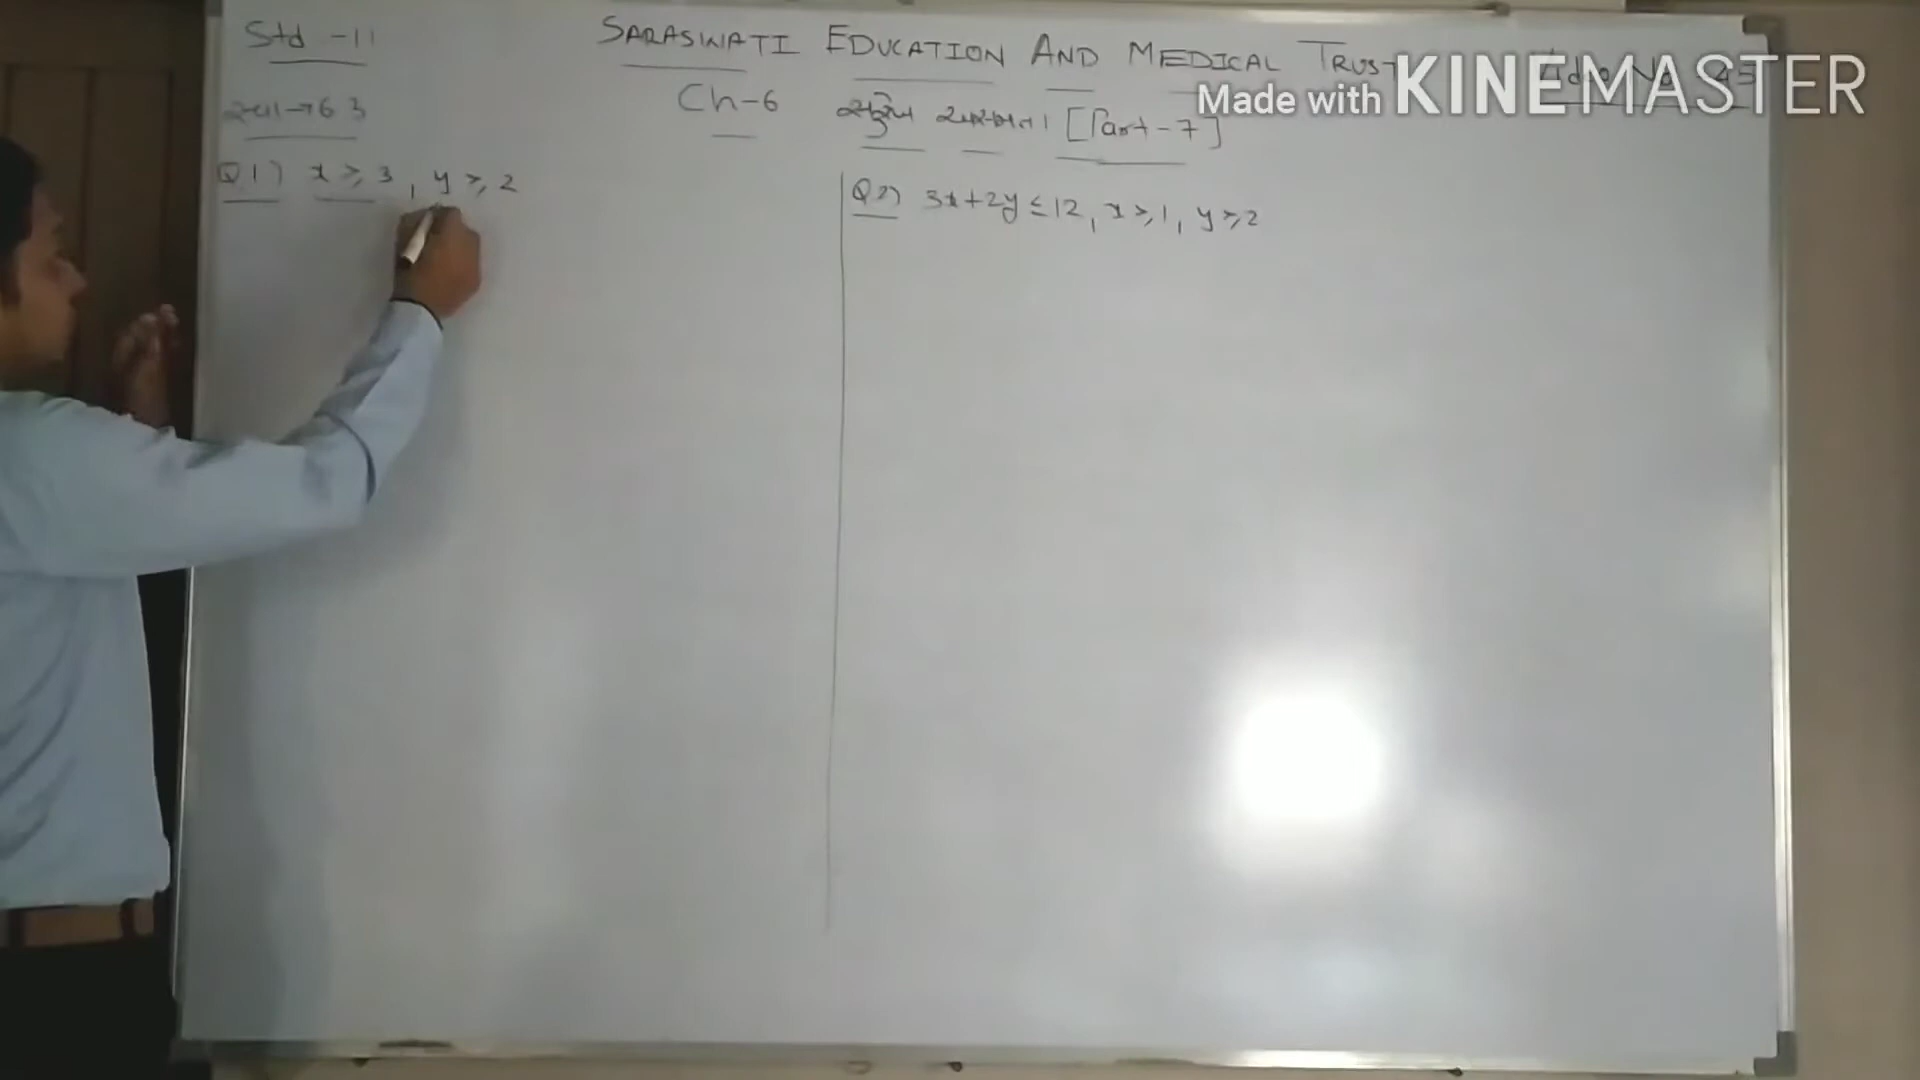 Std - 11
SARASWATI EDUCATION AND MEDICAL TRUST
Made with KINEMASTER
→ 63
Ch-6 [Part-7]
Q1) x ≥ 3, y ≥ 2
Q2) 3x+2y ≤ 12, x ≥ 1, y ≥ 2